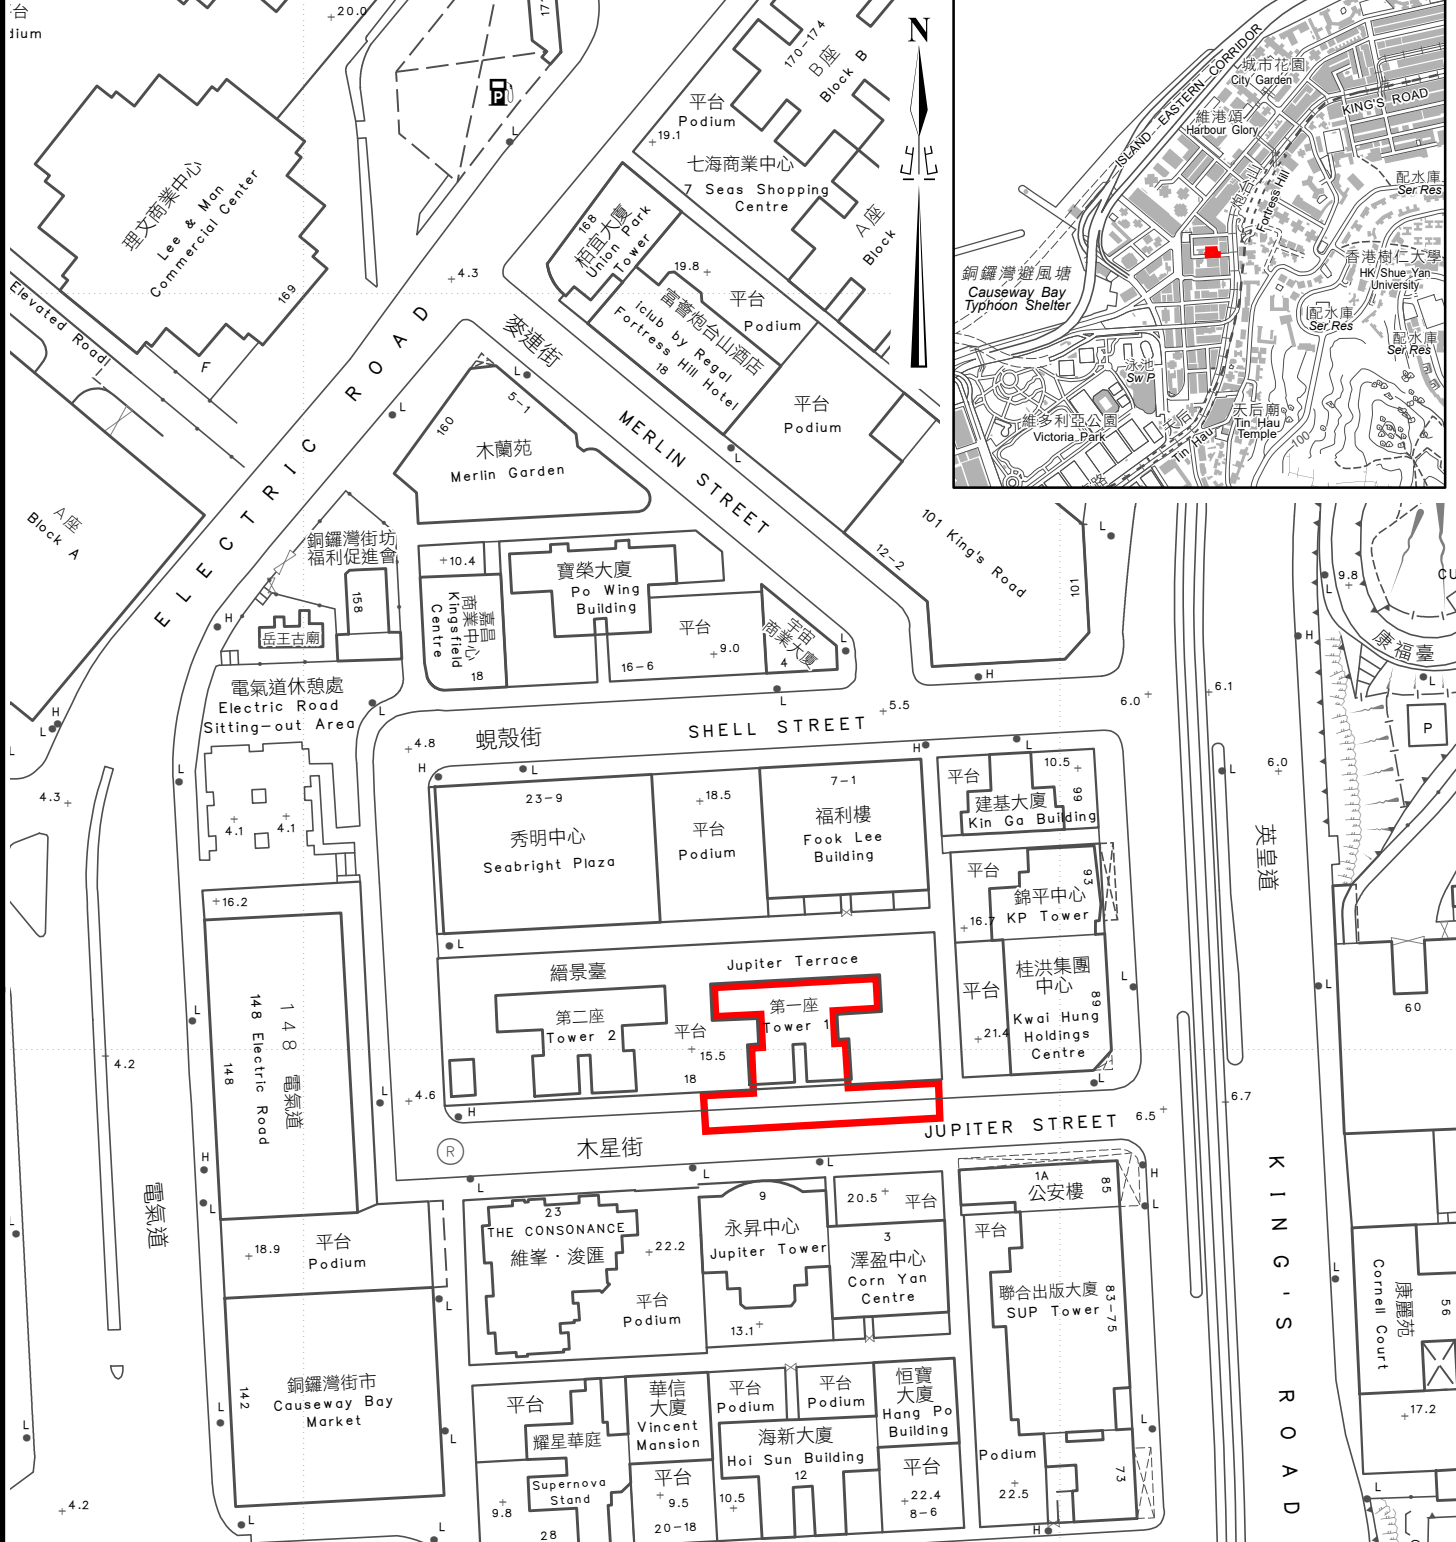 台
dium
20.0
17
170-174
B座
Block B
N
平台
Podium
19.1
七海商業中心
7 Seas Shopping
Centre
A座
Block
理文商業中心
Lee & Man
Commercial Center
169
168
栢宜大廈
Union Park
Tower
4.3
19.8
平台
Podium
富薈炮台山酒店
iclub by Regal
Fortress Hill Hotel
18
Elevated Road
F
ELECTRIC ROAD
麥連街
MERLIN STREET
5-1
160
木蘭苑
Merlin Garden
平台
Podium
城市花園
City Garden
ISLAND EASTERN CORRIDOR
KING'S ROAD
維港頌
Harbour Glory
炮台山
Fortress Hill
配水庫
Ser Res
香港樹仁大學
HK Shue Yan
University
銅鑼灣避風塘
Causeway Bay
Typhoon Shelter
配水庫
Ser Res
配水庫
Ser Res
泳池
Sw P
維多利亞公園
Victoria Park
天后
Tin Hau
天后廟
Tin Hau
Temple
100
A座
Block A
銅鑼灣街坊
福利促進會
158
岳王古廟
10.4
嘉昌
商業中心
Kingsfield
Centre
18
寶榮大廈
Po Wing
Building
16-6
平台
9.0
宇宙
商業大廈
4
12-2
101 King's Road
101
9.8
CU
康福臺
P
電氣道休憩處
Electric Road
Sitting-out Area
4.8
蜆殼街
SHELL STREET
5.5
6.0
6.1
6.0
4.3
4.1
4.1
23-9
秀明中心
Seabright Plaza
18.5
平台
Podium
7-1
福利樓
Fook Lee
Building
平台
10.5
建基大廈
99
Kin Ga Building
平台
93
錦平中心
16.7
KP Tower
英皇道
16.2
148 電氣道
148 Electric Road
148
縉景臺
Jupiter Terrace
第二座
Tower 2
平台
15.5
18
第一座
Tower 1
平台
21.4
桂洪集團
中心
89
Kwai Hung
Holdings
Centre
60
4.2
4.6
R
木星街
JUPITER STREET
6.5
6.7
KING'S ROAD
電氣道
18.9
平台
Podium
23
THE CONSONANCE
維峯・浚匯
22.2
平台
Podium
9
永昇中心
Jupiter Tower
13.1
20.5
平台
3
澤盈中心
Corn Yan
Centre
1A
公安樓
85
平台
聯合出版大廈
SUP Tower
83-75
康麗苑
Cornell Court
56
142
銅鑼灣街市
Causeway Bay
Market
平台
耀星華庭
Supernova
Stand
9.8
28
華信
大廈
Vincent
Mansion
平台
9.5
20-18
平台
Podium
平台
Podium
海新大廈
Hoi Sun Building
12
10.5
恒寶
大廈
Hang Po
Building
平台
22.4
8-6
Podium
22.5
73
17.2
4.2